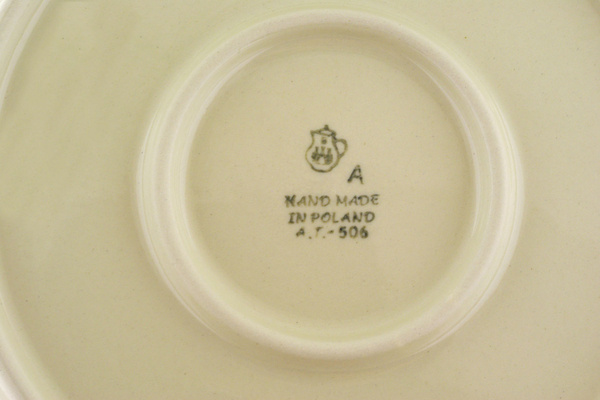 A
HAND MADE
IN POLAND
A.T.-506